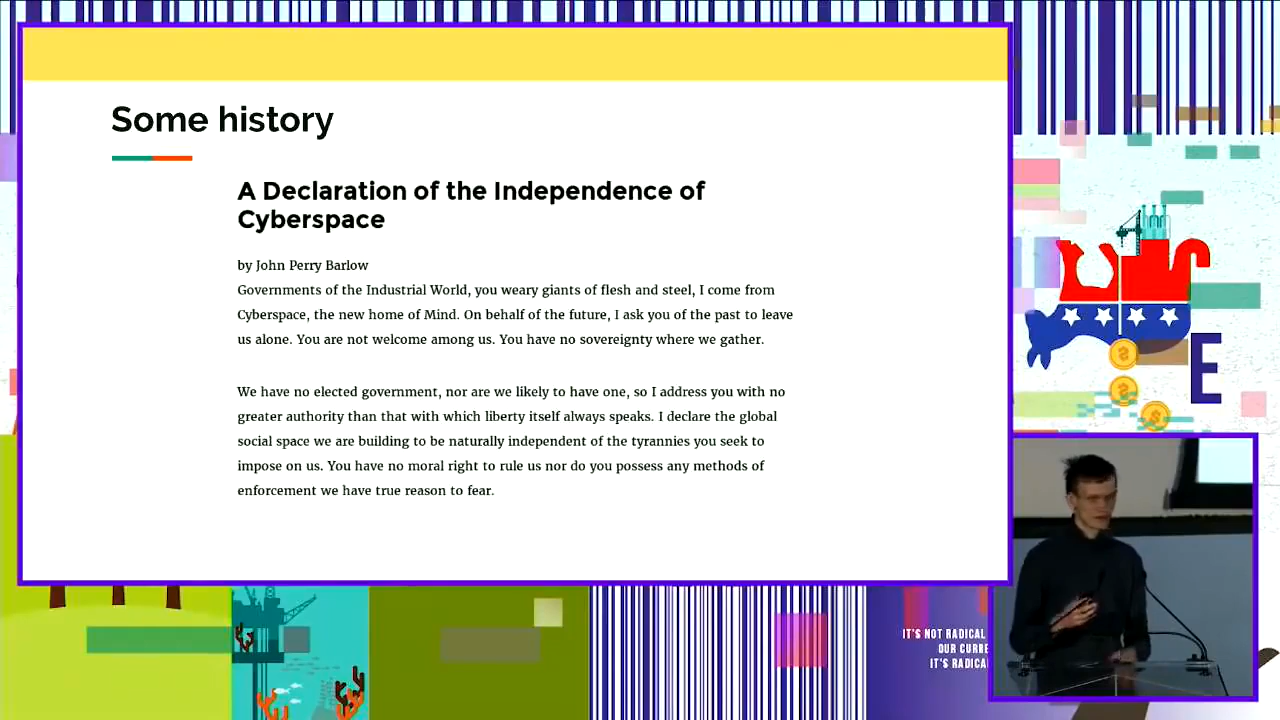 Some history
A Declaration of the Independence of
Cyberspace
by John Perry Barlow
Governments of the Industrial World, you weary giants of flesh and steel, I come from
Cyberspace, the new home of Mind. On behalf of the future, I ask you of the past to leave
us alone. You are not welcome among us. You have no sovereignty where we gather.
We have no elected government, nor are we likely to have one, so I address you with no
greater authority than that with which liberty itself always speaks. I declare the global
social space we are building to be naturally independent of the tyrannies you seek to
impose on us. You have no moral right to rule us nor do you possess any methods of
enforcement we have true reason to fear.
E
IT'S NOT RADICAL
OUR
IT'S